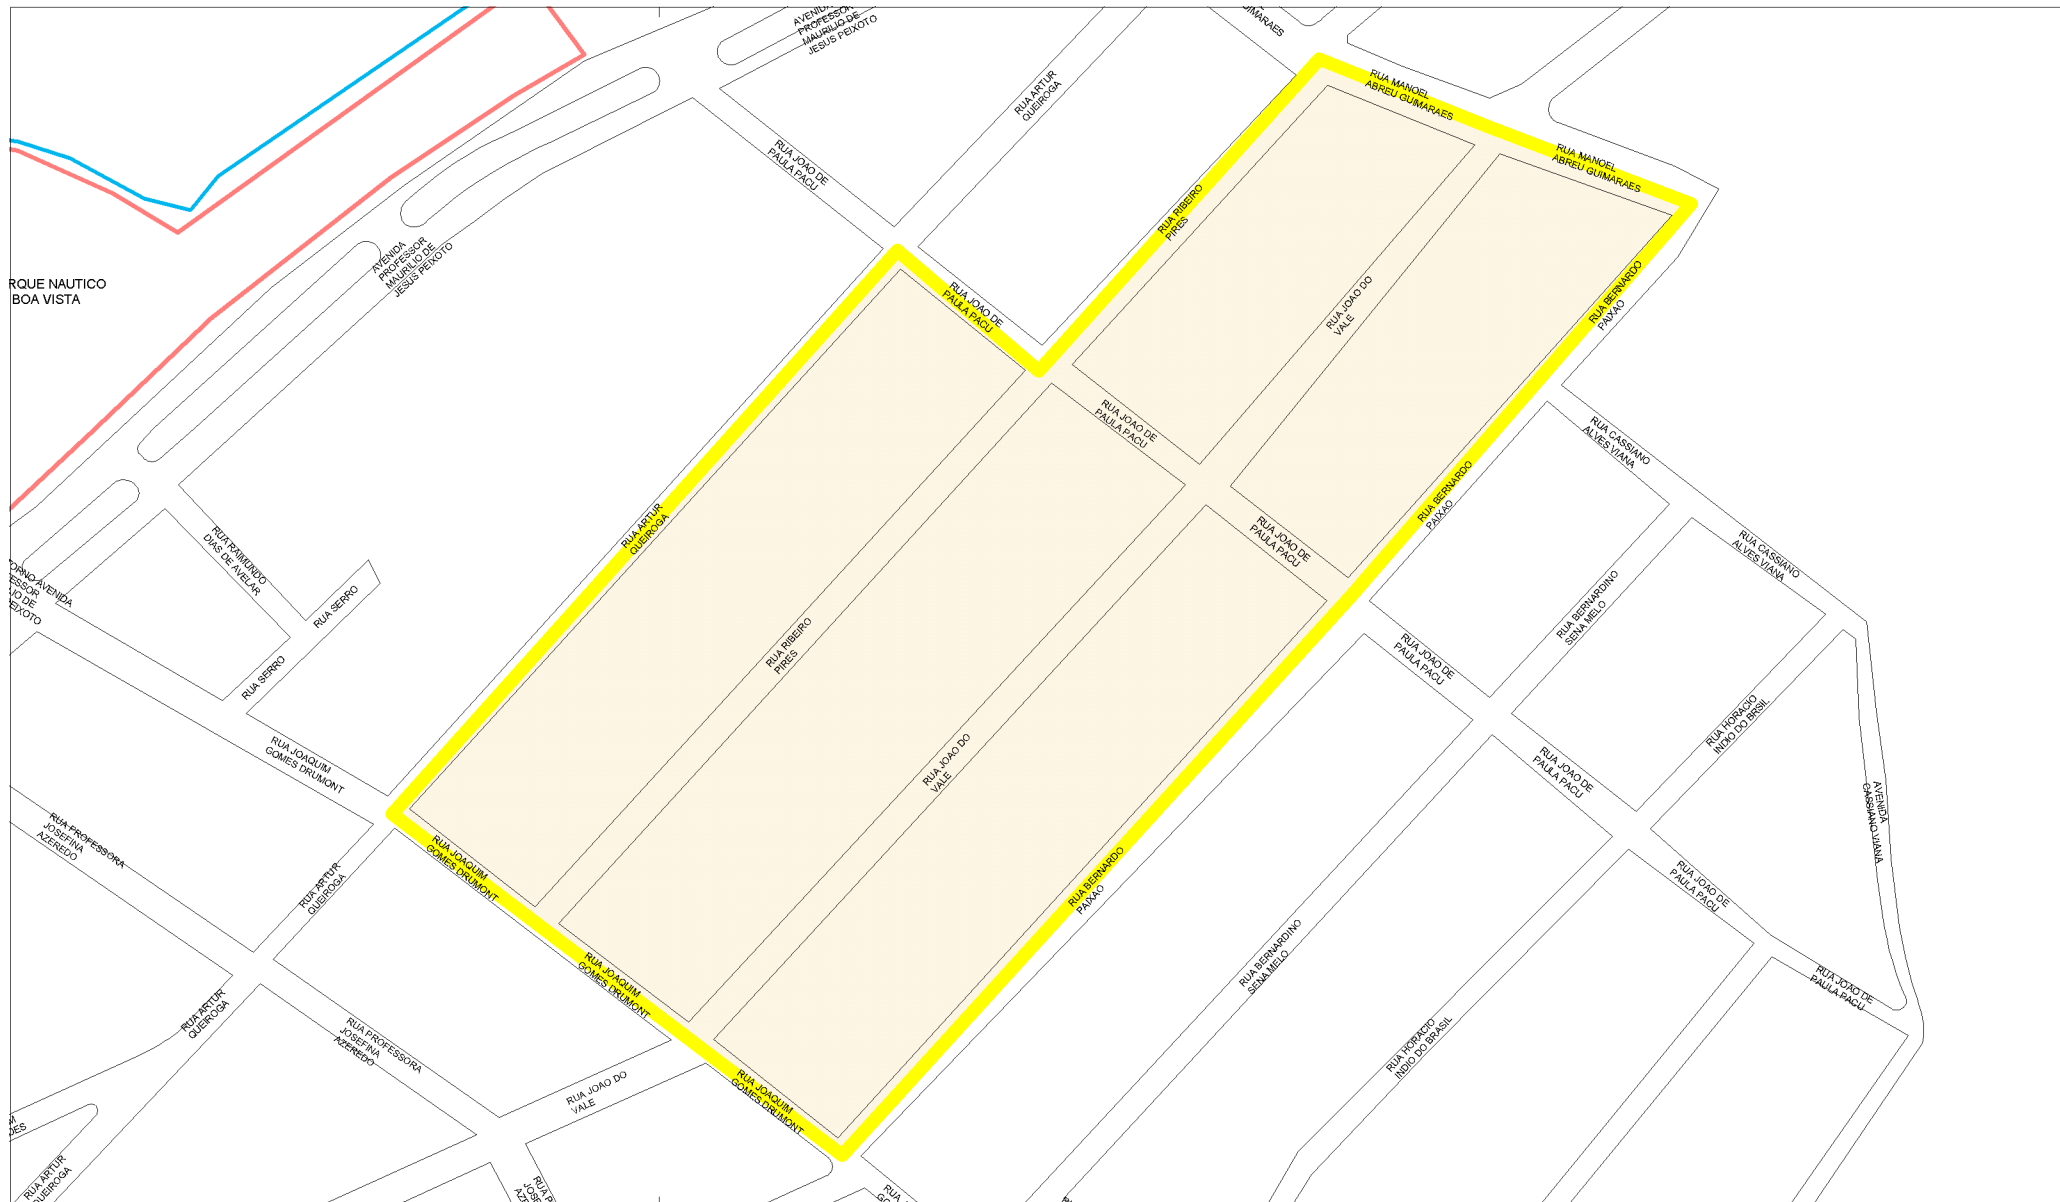 AVENIDA
PROFESSOR
MAURILIO DE
JESUS PEIXOTO
GUIMARAES
RUA MANOEL
ABREU GUIMARAES
RUA ARTUR
QUEIROGA
RUA JOAO DE
PAULA PACU
RUA MANOEL
ABREU GUIMARAES
RUA RIBEIRO
PIRES
AVENIDA
PROFESSOR
MAURILIO DE
JESUS PEIXOTO
RQUE NAUTICO
BOA VISTA
RUA JOAO DE
PAULA PACU
RUA JOAO DO
VALE
RUA BERNARDO
PAIXAO
RUA JOAO DE
PAULA PACU
RUA CASSIANO
ALVES VIANA
RUA BERNARDO
PAIXAO
RUA ARTUR
QUEIROGA
RUA JOAO DE
PAULA PACU
RUA CASSIANO
ALVES VIANA
RUA RAIMUNDO
DIAS DE AVELAR
RUA SERRO
ORNO AVENIDA
ESSOR
JO DE
EIXOTO
RUA BERNARDINO
SENA MELO
RUA RIBEIRO
PIRES
RUA JOAO DE
PAULA PACU
RUA SERRO
RUA HORACIO
INDIO DO BRSIL
RUA JOAQUIM
GOMES DRUMONT
RUA JOAO DO
VALE
RUA JOAO DE
PAULA PACU
AVENIDA
CASSIANO VIANA
RUA PROFESSORA
JOSEFINA
AZEREDO
RUA JOAQUIM
GOMES DRUMONT
RUA ARTUR
QUEIROGA
RUA BERNARDO
PAIXAO
RUA JOAO DE
PAULA PACU
RUA BERNARDINO
SENA MELO
RUA JOAQUIM
GOMES DRUMONT
RUA JOAO DE
PAULA PACU
RUA ARTUR
QUEIROGA
RUA PROFESSORA
JOSEFINA
AZEREDO
RUA HORACIO
INDIO DO BRASIL
RUA JOAO DO
VALE
RUA JOAQUIM
GOMES DRUMONT
RUA ARTUR
UEIROGA